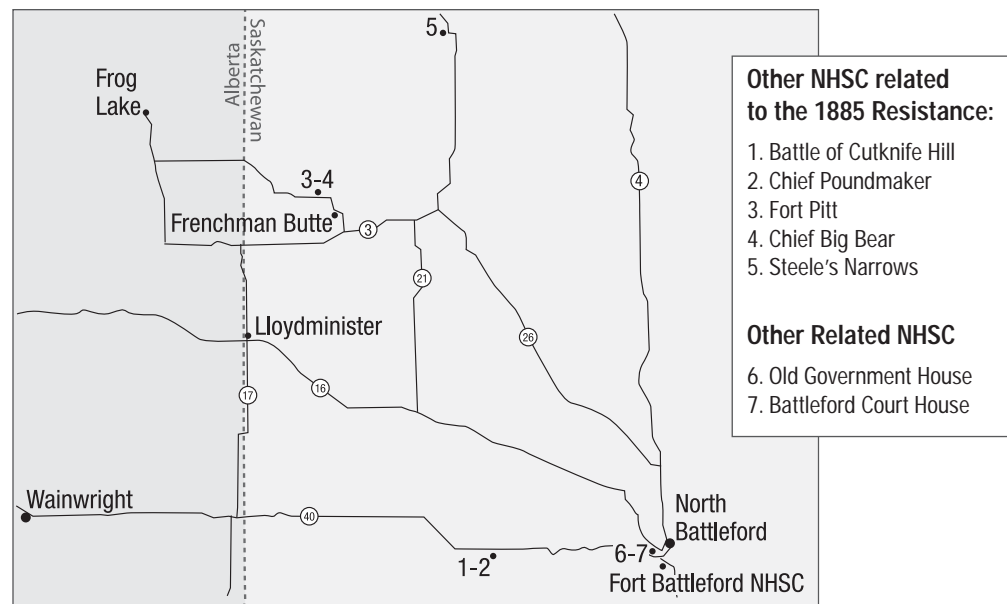 5
Alberta
Saskatchewan
Frog
Lake
4
3-4
Frenchman Butte
3
21
Lloydminister
26
17
16
Wainwright
40
North
Battleford
1-2
6-7
Fort Battleford NHSC
Other NHSC related
to the 1885 Resistance:
1. Battle of Cutknife Hill
2. Chief Poundmaker
3. Fort Pitt
4. Chief Big Bear
5. Steele's Narrows
Other Related NHSC
6. Old Government House
7. Battleford Court House